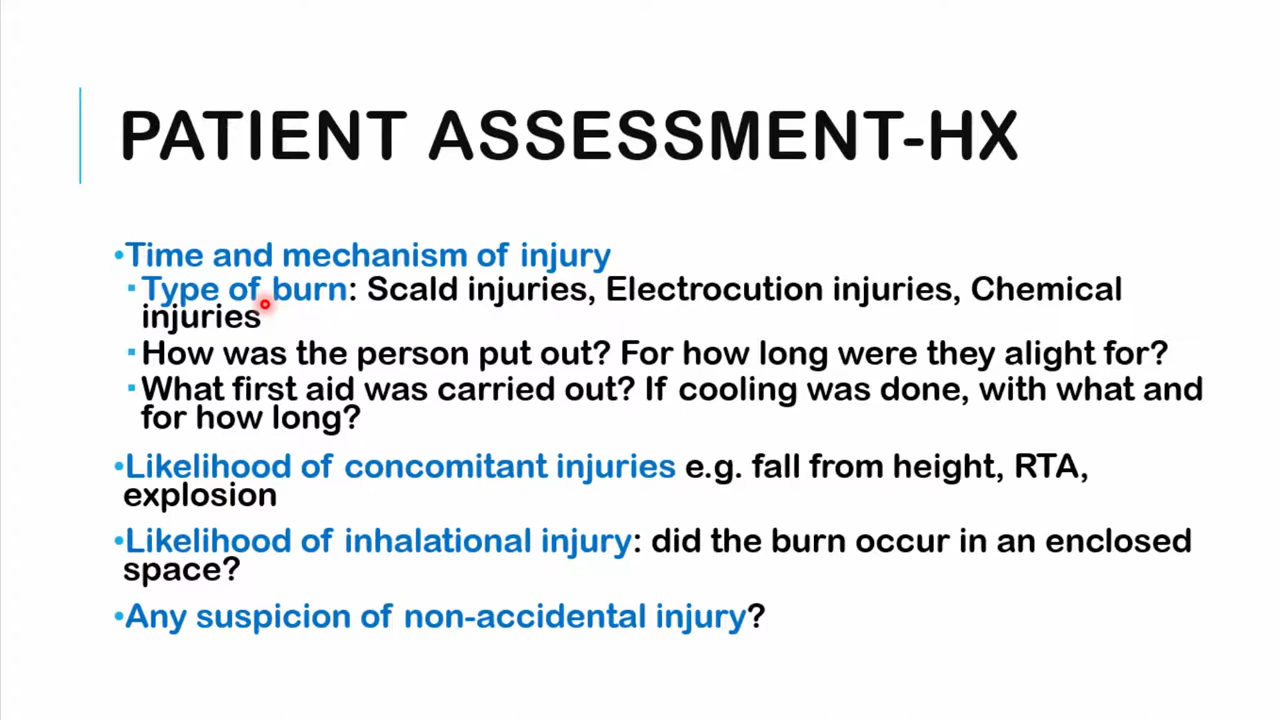 PATIENT ASSESSMENT-HX
•Time and mechanism of injury
▪Type of burn: Scald injuries, Electrocution injuries, Chemical
injuries
▪How was the person put out? For how long were they alight for?
▪What first aid was carried out? If cooling was done, with what and
for how long?
•Likelihood of concomitant injuries e.g. fall from height, RTA,
explosion
•Likelihood of inhalational injury: did the burn occur in an enclosed
space?
•Any suspicion of non-accidental injury?